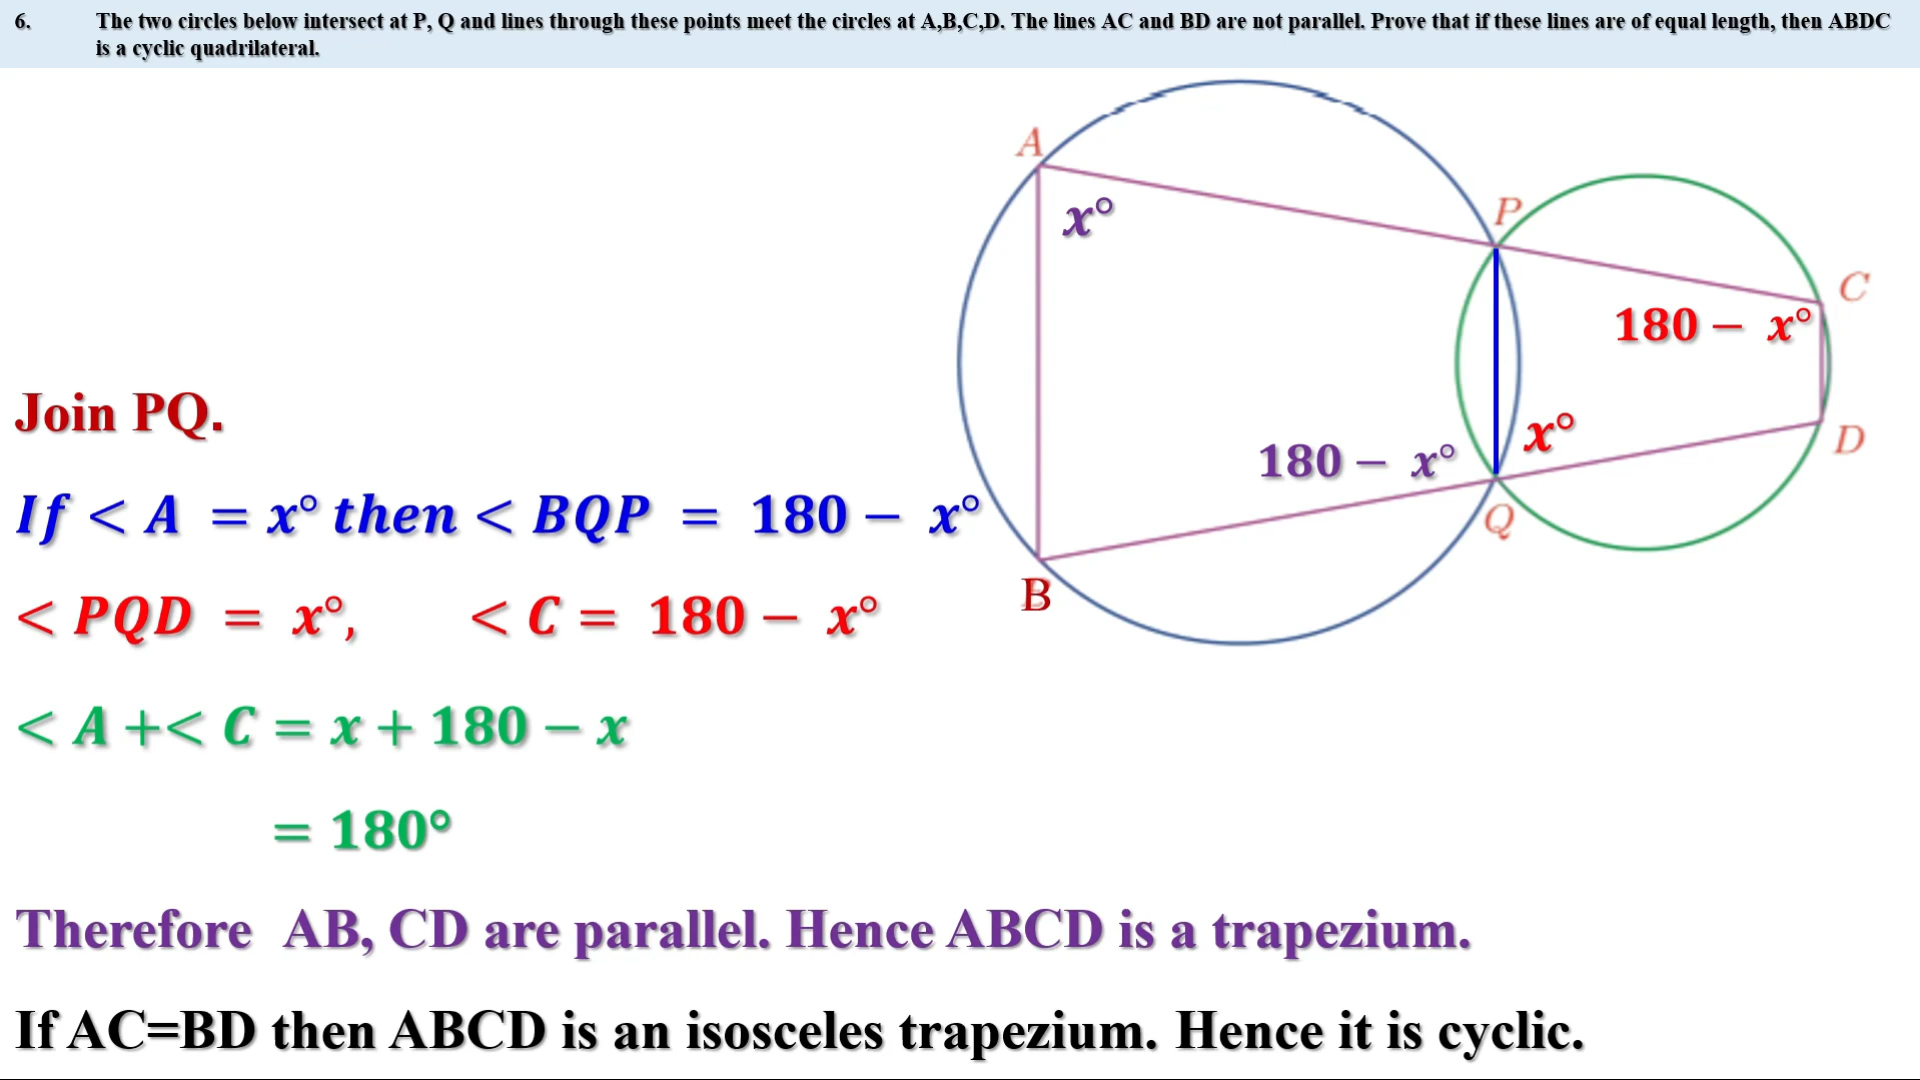 6. The two circles below intersect at P, Q and lines through these points meet the circles at A,B,C,D. The lines AC and BD are not parallel. Prove that if these lines are of equal length, then ABDC
is a cyclic quadrilateral.
A
x°
P
C
180 − x°
Join PQ.
x°
D
180 − x°
If < A = x° then < BQP = 180 − x°
Q
B
< PQD = x°, < C = 180 − x°
< A +< C = x + 180 − x
= 180°
Therefore AB, CD are parallel. Hence ABCD is a trapezium.
If AC=BD then ABCD is an isosceles trapezium. Hence it is cyclic.